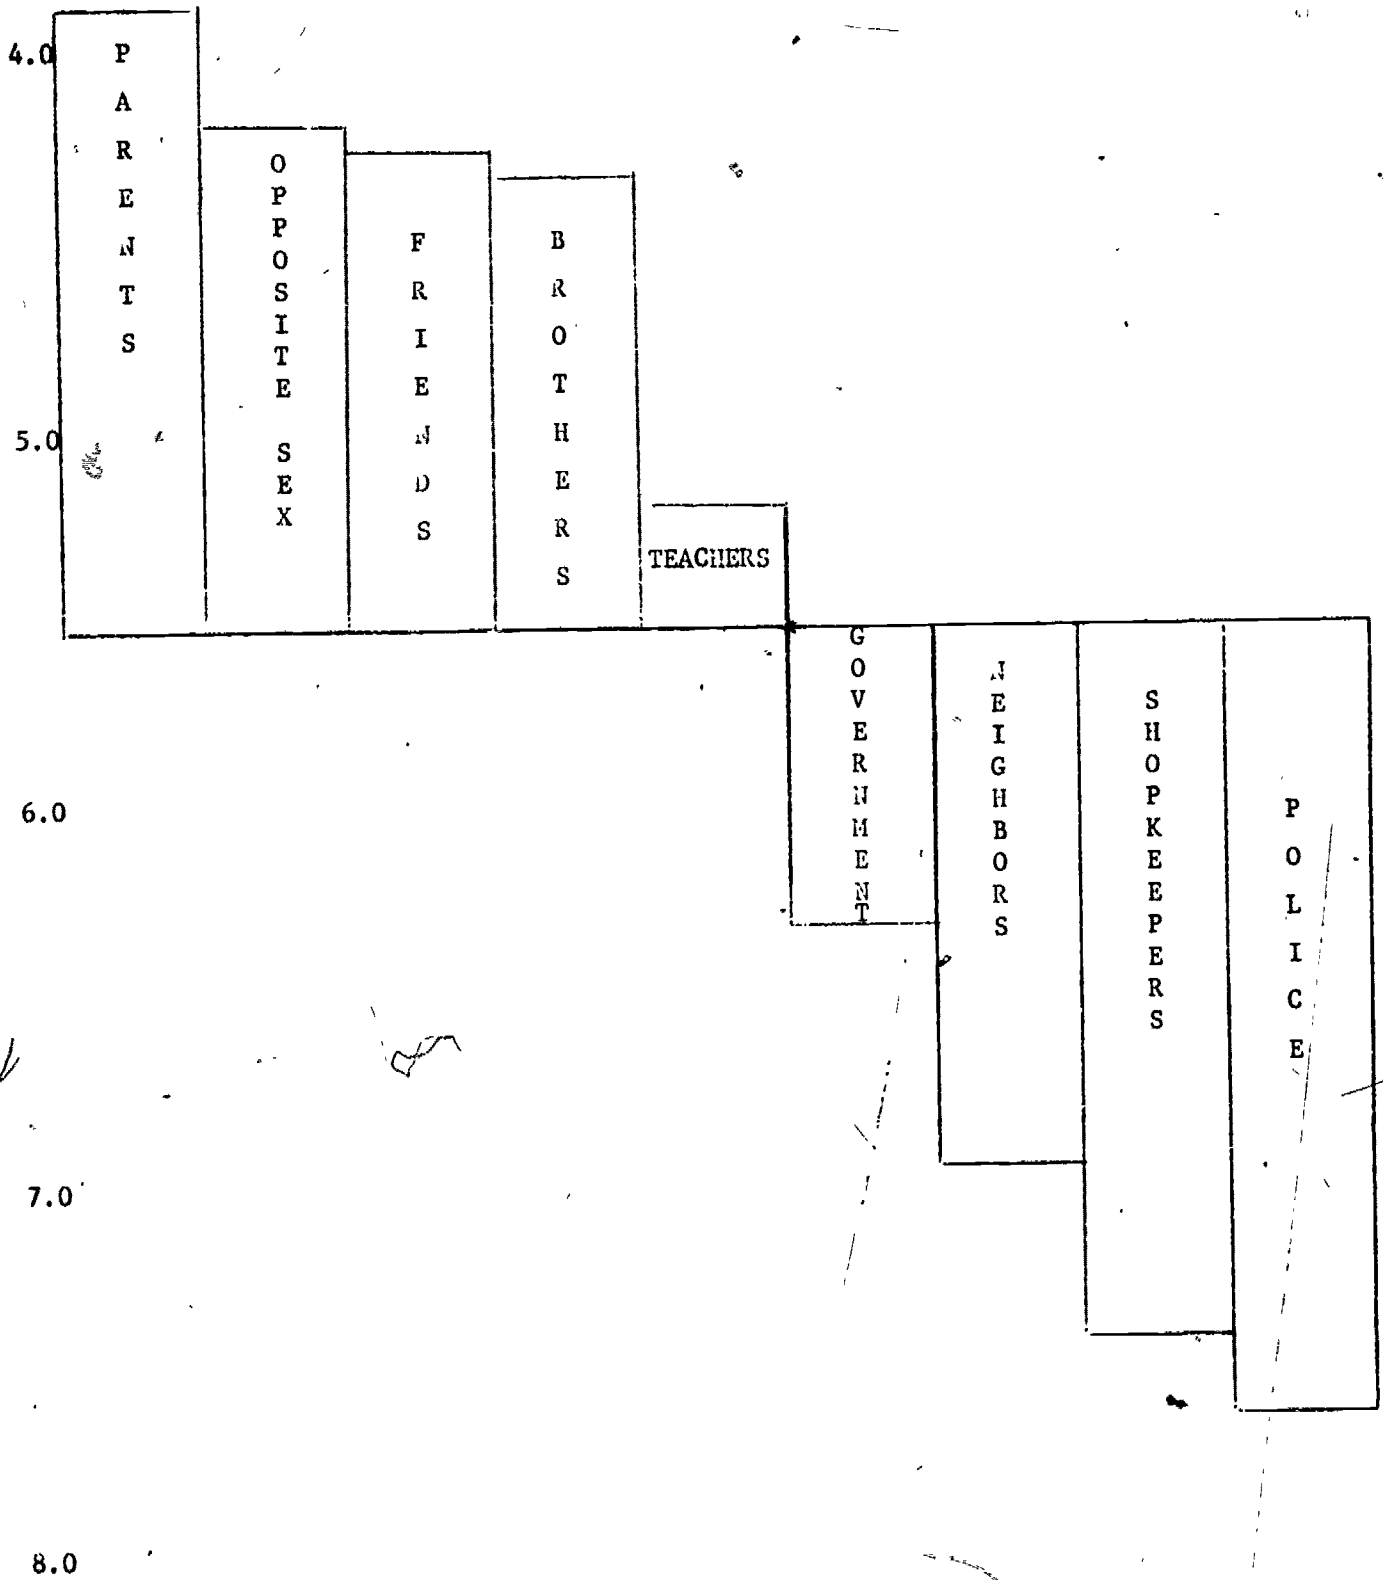 4.0
5.0
6.0
7.0
8.0
PARENTS
OPPOSITE SEX
FRIENDS
BROTHERS
TEACHERS
GOVERNMENT
NEIGHBORS
SHOPKEEPERS
POLICE